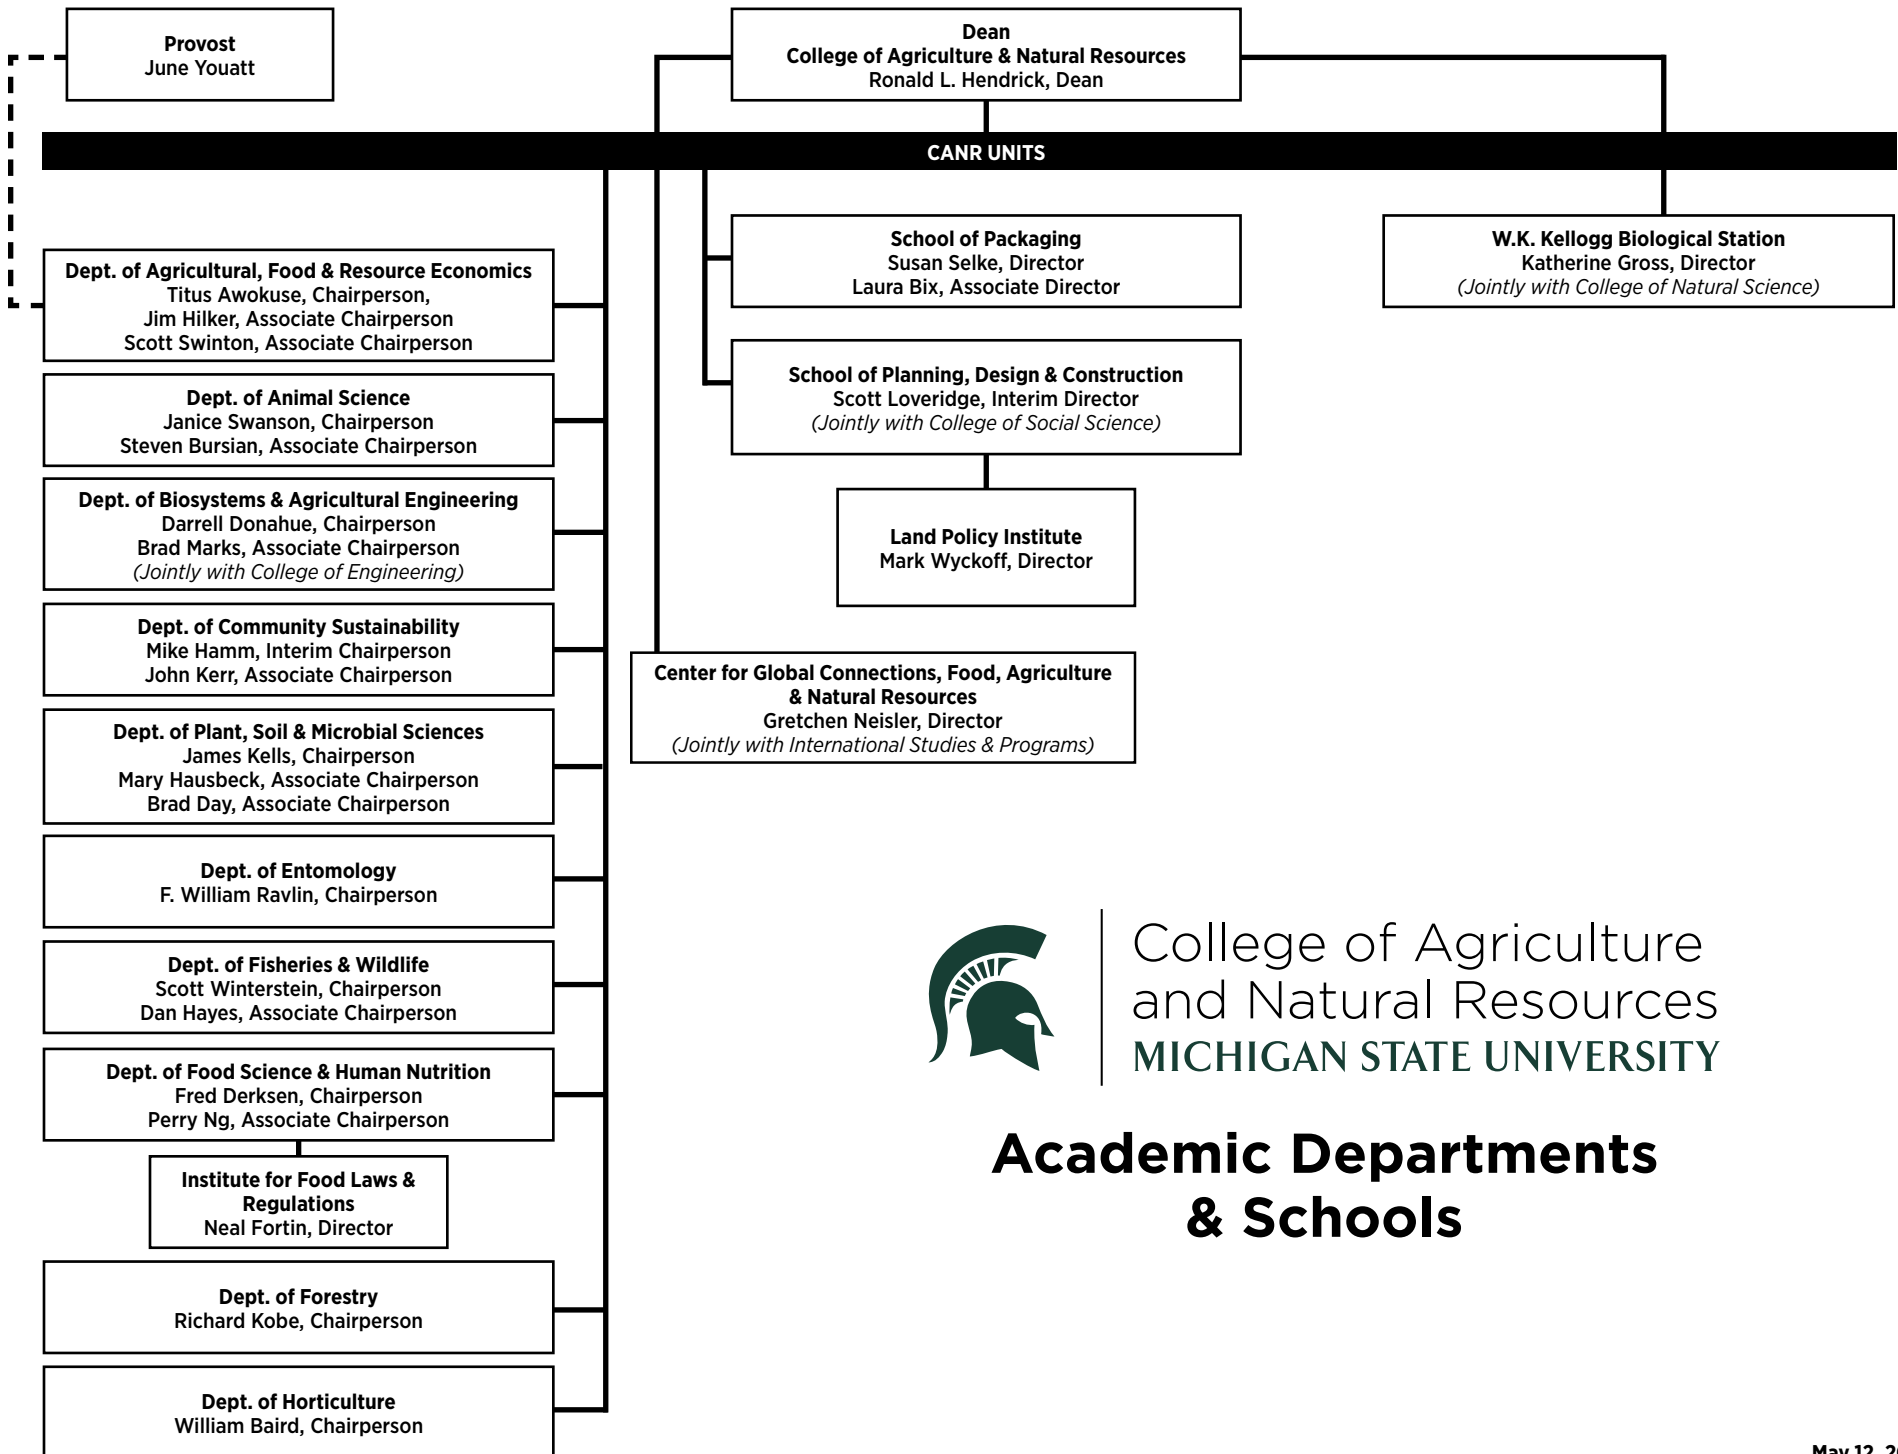 Provost
June Youatt
Dean
College of Agriculture & Natural Resources
Ronald L. Hendrick, Dean
CANR UNITS
Dept. of Agricultural, Food & Resource Economics
Titus Awokuse, Chairperson,
Jim Hilker, Associate Chairperson
Scott Swinton, Associate Chairperson
Dept. of Animal Science
Janice Swanson, Chairperson
Steven Bursian, Associate Chairperson
Dept. of Biosystems & Agricultural Engineering
Darrell Donahue, Chairperson
Brad Marks, Associate Chairperson
(Jointly with College of Engineering)
Dept. of Community Sustainability
Mike Hamm, Interim Chairperson
John Kerr, Associate Chairperson
Dept. of Plant, Soil & Microbial Sciences
James Kells, Chairperson
Mary Hausbeck, Associate Chairperson
Brad Day, Associate Chairperson
Dept. of Entomology
F. William Ravlin, Chairperson
Dept. of Fisheries & Wildlife
Scott Winterstein, Chairperson
Dan Hayes, Associate Chairperson
Dept. of Food Science & Human Nutrition
Fred Derksen, Chairperson
Perry Ng, Associate Chairperson
Institute for Food Laws &
Regulations
Neal Fortin, Director
Dept. of Forestry
Richard Kobe, Chairperson
Dept. of Horticulture
William Baird, Chairperson
School of Packaging
Susan Selke, Director
Laura Bix, Associate Director
School of Planning, Design & Construction
Scott Loveridge, Interim Director
(Jointly with College of Social Science)
Land Policy Institute
Mark Wyckoff, Director
Center for Global Connections, Food, Agriculture
& Natural Resources
Gretchen Neisler, Director
(Jointly with International Studies & Programs)
W.K. Kellogg Biological Station
Katherine Gross, Director
(Jointly with College of Natural Science)
College of Agriculture
and Natural Resources
MICHIGAN STATE UNIVERSITY
Academic Departments
& Schools
May 12,